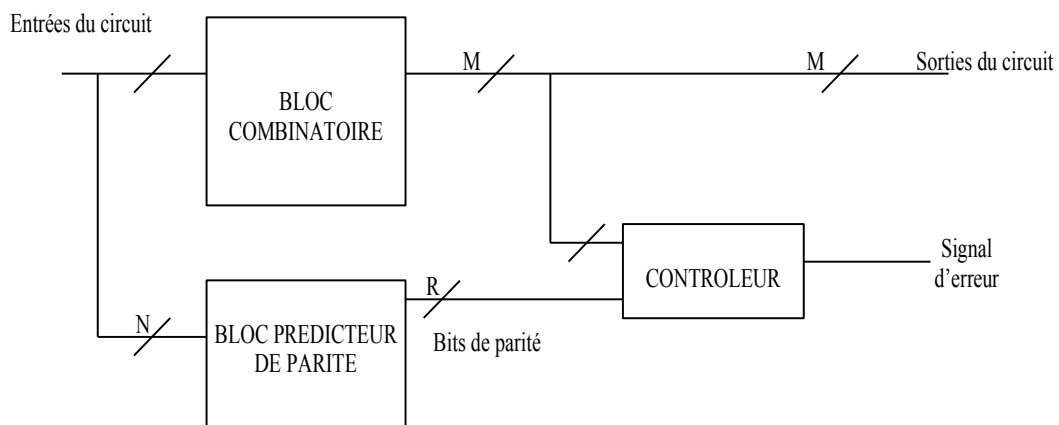 Entrées du circuit
M
M
Sorties du circuit
BLOC
COMBINATOIRE
Signal
d'erreur
CONTROLEUR
R
N
BLOC PREDICTEUR
DE PARITE
Bits de parité